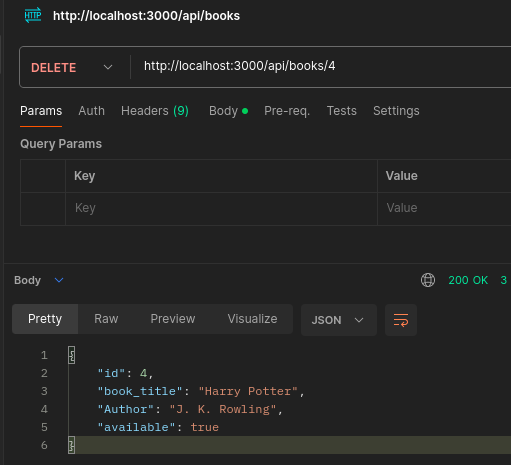 HTTP http://localhost:3000/api/books
DELETE http://localhost:3000/api/books/4
Params Auth Headers (9) Body Pre-req. Tests Settings
Query Params
Key Value
Key Value
Body 200 OK 3
Pretty Raw Preview Visualize JSON
1 {
2 "id": 4,
3 "book_title": "Harry Potter",
4 "Author": "J. K. Rowling",
5 "available": true
6 }